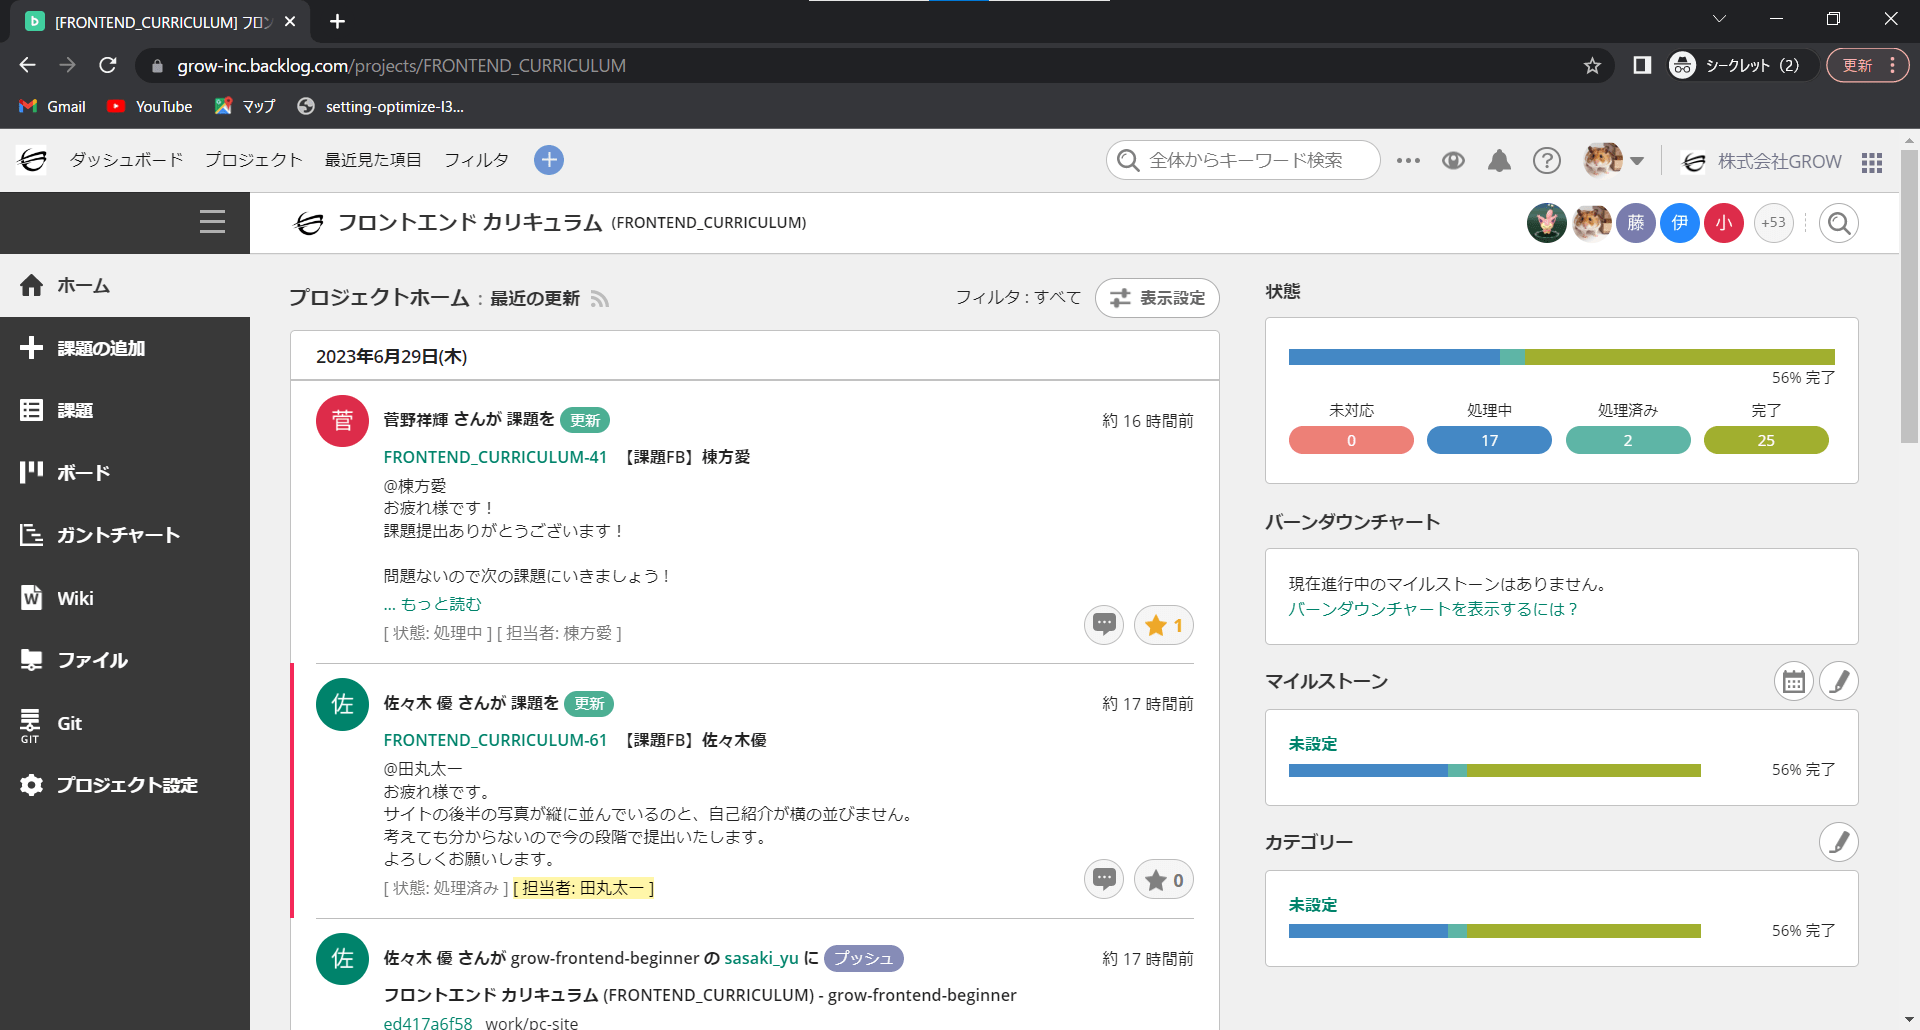 [FRONTEND_CURRICULUM] フロン
grow-inc.backlog.com/projects/FRONTEND_CURRICULUM
シークレット (2)
更新
Gmail
YouTube
マップ
setting-optimize-l3...
ダッシュボード
プロジェクト
最近見た項目
フィルタ
全体からキーワード検索
株式会社GROW
フロントエンド カリキュラム (FRONTEND_CURRICULUM)
藤
伊
小
+53
ホーム
課題の追加
課題
ボード
ガントチャート
Wiki
ファイル
Git
GIT
プロジェクト設定
プロジェクトホーム : 最近の更新
フィルタ : すべて
表示設定
2023年6月29日(木)
菅
菅野祥輝 さんが 課題を 更新
約 16 時間前
FRONTEND_CURRICULUM-41 【課題FB】棟方愛
@棟方愛
お疲れ様です！
課題提出ありがとうございます！
問題ないので次の課題にいきましょう！
... もっと読む
[ 状態: 処理中 ] [ 担当者: 棟方愛 ]
1
佐
佐々木 優 さんが 課題を 更新
約 17 時間前
FRONTEND_CURRICULUM-61 【課題FB】佐々木優
@田丸太一
お疲れ様です。
サイトの後半の写真が縦に並んでいるのと、自己紹介が横の並びません。
考えても分からないので今の段階で提出いたします。
よろしくお願いします。
[ 状態: 処理済み ] [ 担当者: 田丸太一 ]
0
佐
佐々木 優 さんが grow-frontend-beginner の sasaki_yu に プッシュ
約 17 時間前
フロントエンド カリキュラム (FRONTEND_CURRICULUM) - grow-frontend-beginner
ed417a6f58 work/pc-site
状態
56% 完了
未対応
処理中
処理済み
完了
0
17
2
25
バーンダウンチャート
現在進行中のマイルストーンはありません。
バーンダウンチャートを表示するには？
マイルストーン
未設定
56% 完了
カテゴリー
未設定
56% 完了